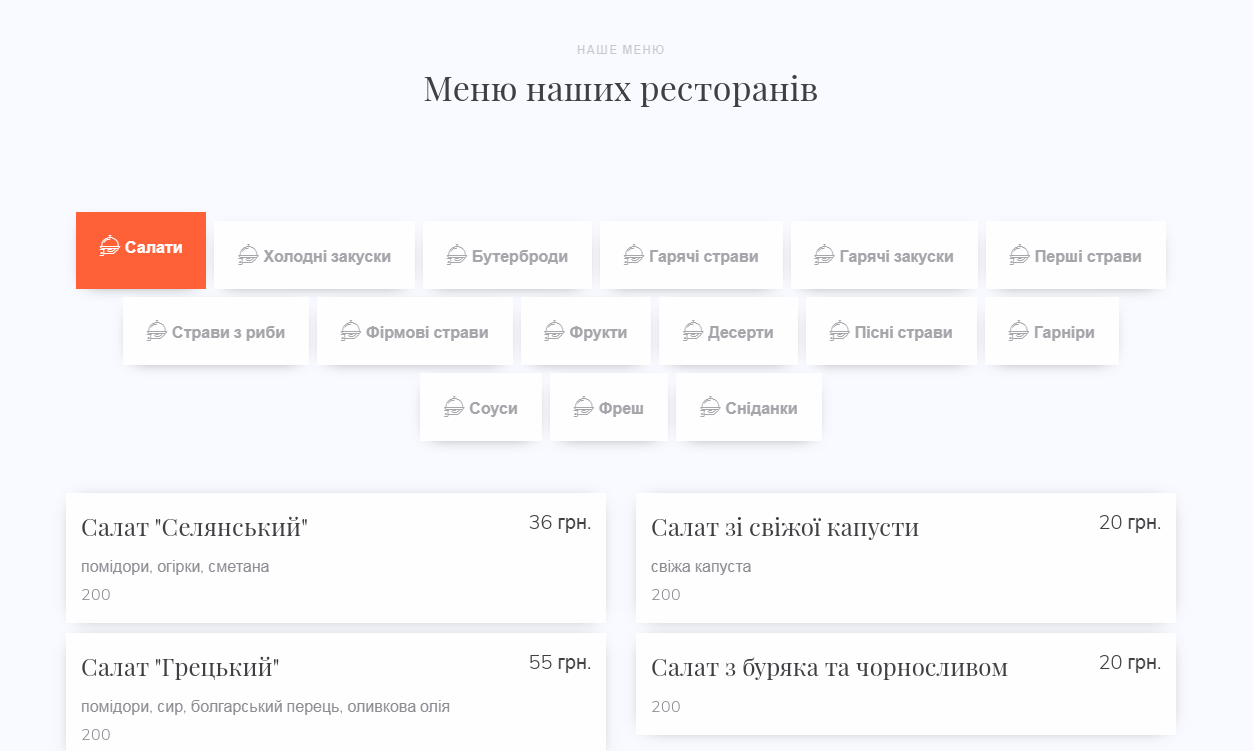 НАШЕ МЕНЮ
Меню наших ресторанів
Салати
Холодні закуски
Бутерброди
Гарячі страви
Гарячі закуски
Перші страви
Страви з риби
Фірмові страви
Фрукти
Десерти
Пісні страви
Гарніри
Соуси
Фреш
Сніданки
Салат "Селянський"
36 грн.
помідори, огірки, сметана
200
Салат зі свіжої капусти
20 грн.
свіжа капуста
200
Салат "Грецький"
55 грн.
помідори, сир, болгарський перець, оливкова олія
200
Салат з буряка та чорносливом
20 грн.
200